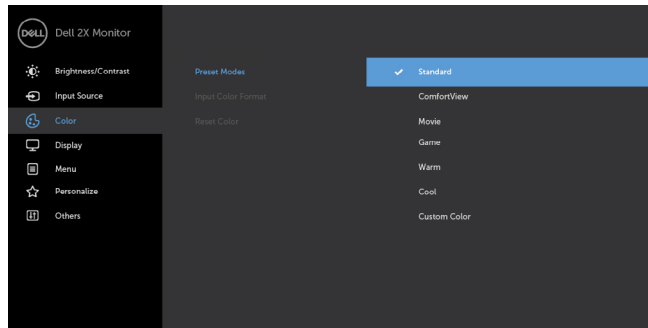 DELL Dell 2X Monitor
Brightness/Contrast Preset Modes Standard
Input Source Input Color Format ComfortView
Color Reset Color Movie
Display Game
Menu Warm
Personalize Cool
Others Custom Color